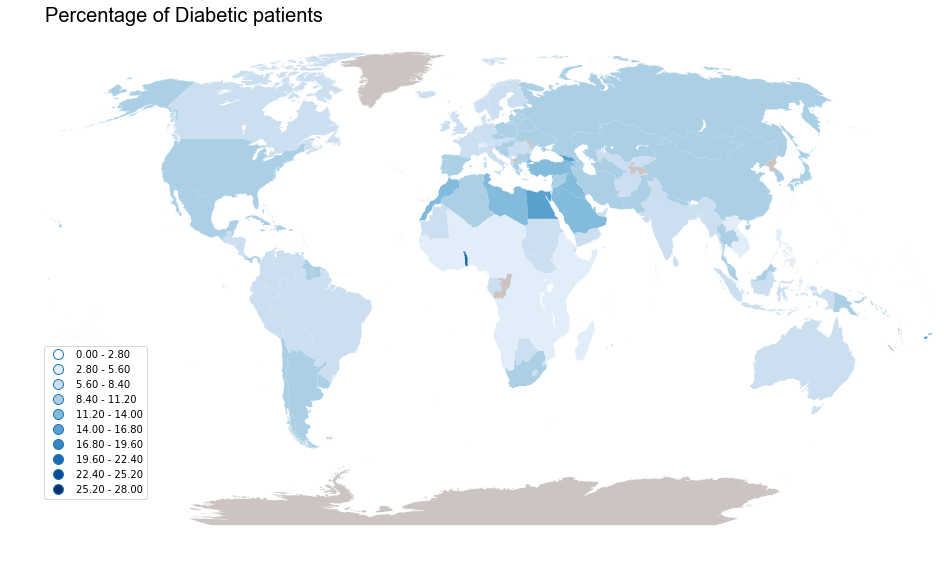 Percentage of Diabetic patients
0.00 - 2.80
2.80 - 5.60
5.60 - 8.40
8.40 - 11.20
11.20 - 14.00
14.00 - 16.80
16.80 - 19.60
19.60 - 22.40
22.40 - 25.20
25.20 - 28.00